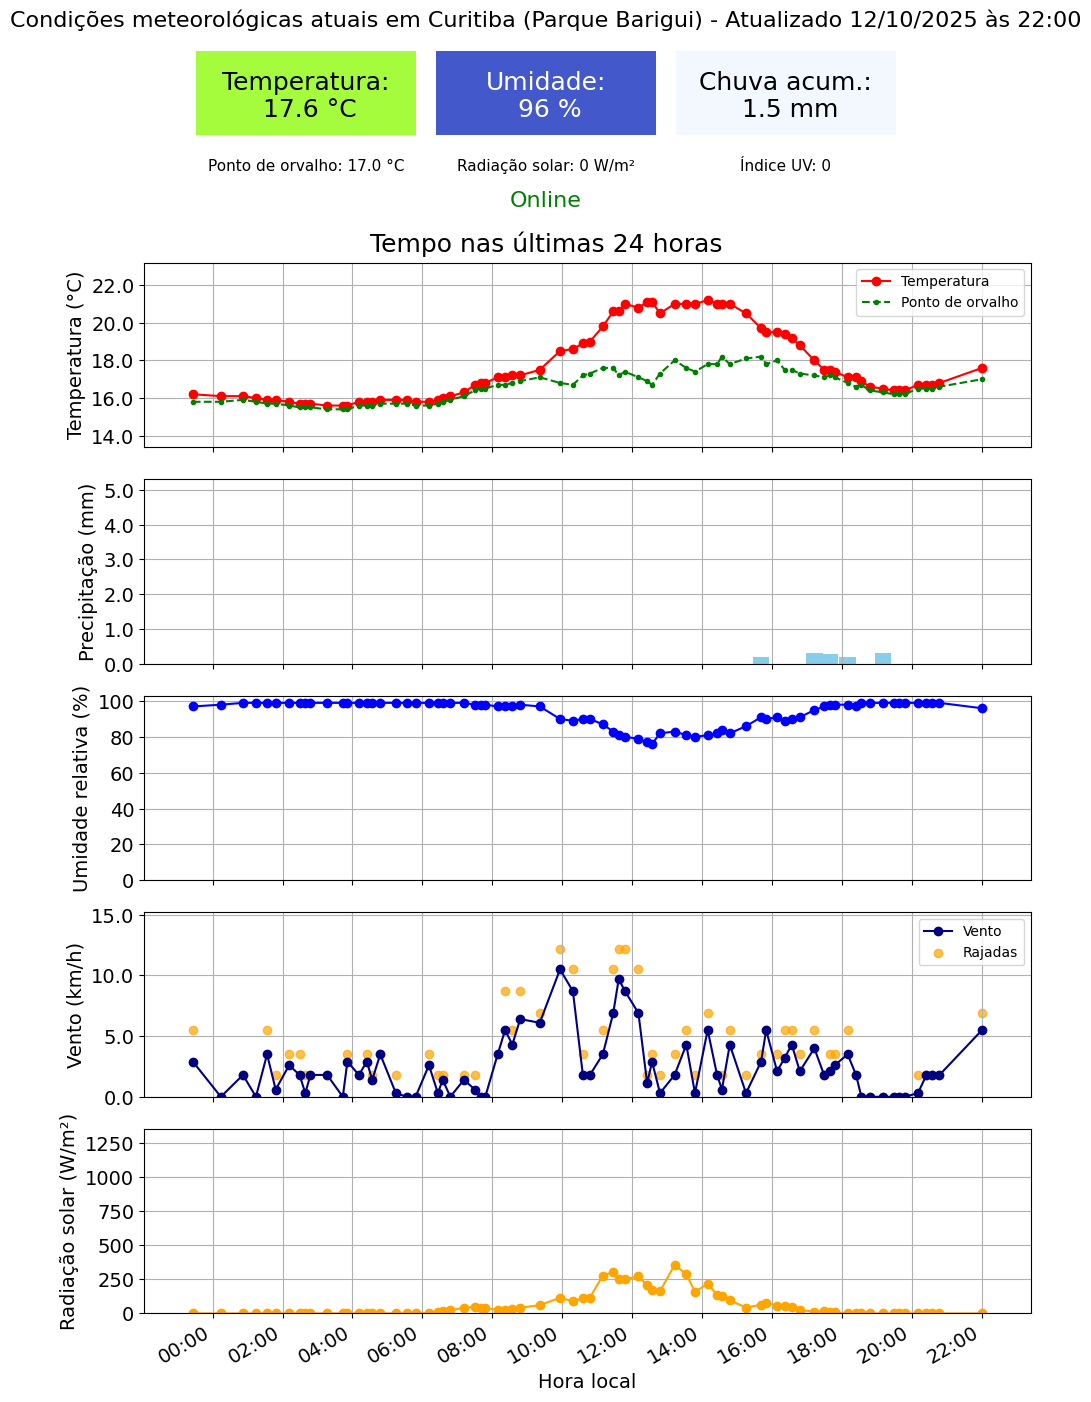 Condições meteorológicas atuais em Curitiba (Parque Barigui) - Atualizado 12/10/2025 às 22:00
Temperatura:
17.6 °C
Umidade:
96 %
Chuva acum.:
1.5 mm
Ponto de orvalho: 17.0 °C
Radiação solar: 0 W/m²
Índice UV: 0
Online
Tempo nas últimas 24 horas
Temperatura (°C)
22.0
20.0
18.0
16.0
14.0
Temperatura
Ponto de orvalho
Precipitação (mm)
5.0
4.0
3.0
2.0
1.0
0.0
Umidade relativa (%)
100
80
60
40
20
0
Vento (km/h)
15.0
10.0
5.0
0.0
Vento
Rajadas
Radiação solar (W/m²)
1250
1000
750
500
250
0
00:00 02:00 04:00 06:00 08:00 10:00 12:00 14:00 16:00 18:00 20:00 22:00
Hora local